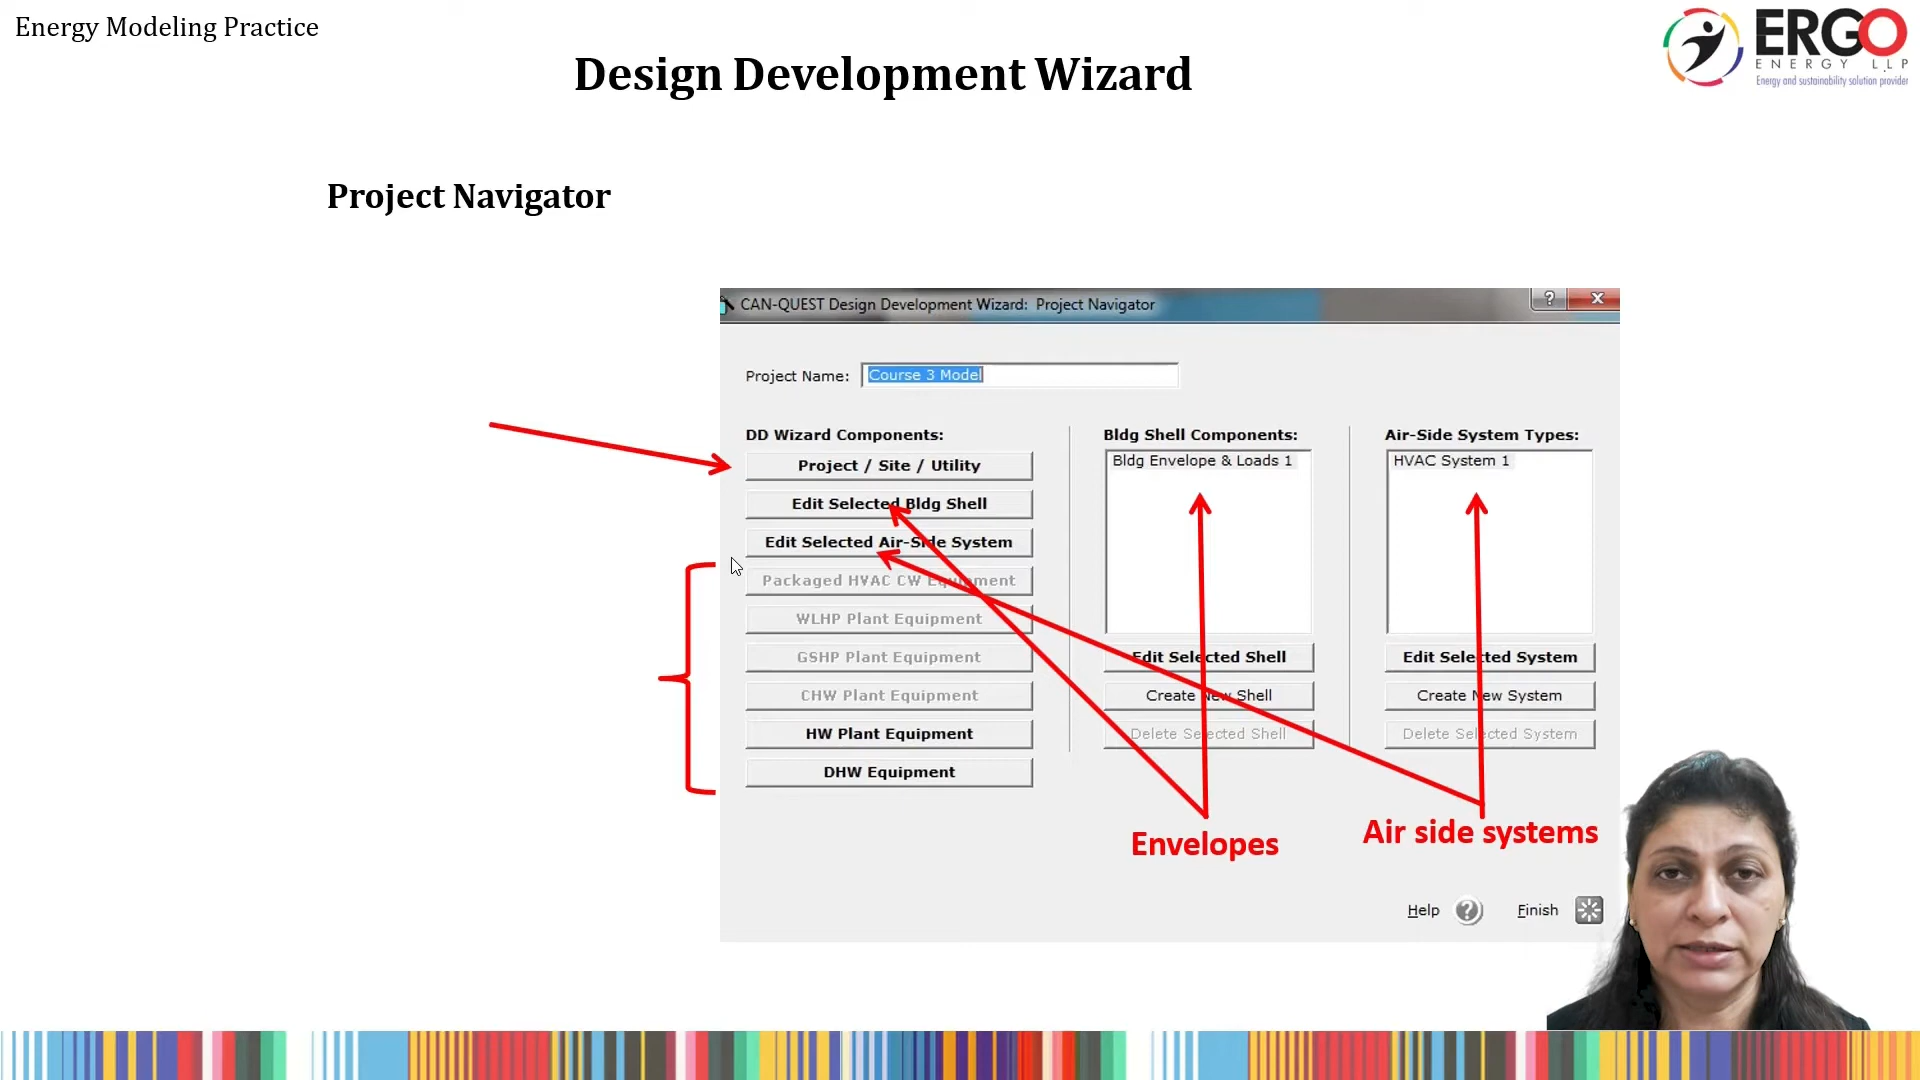 Energy Modeling Practice
ERGO
ENERGY LLP
Energy and sustainability solution provider
Design Development Wizard
Project Navigator
CAN-QUEST Design Development Wizard: Project Navigator
?
X
Project Name: Course 3 Model
DD Wizard Components:
Project / Site / Utility
Edit Selected Bldg Shell
Edit Selected Air-Side System
Packaged HVAC CW Equipment
WLHP Plant Equipment
GSHP Plant Equipment
CHW Plant Equipment
HW Plant Equipment
DHW Equipment
Bldg Shell Components:
Bldg Envelope & Loads 1
Edit Selected Shell
Create New Shell
Delete Selected Shell
Air-Side System Types:
HVAC System 1
Edit Selected System
Create New System
Delete Selected System
Envelopes
Air side systems
Help ?
Finish